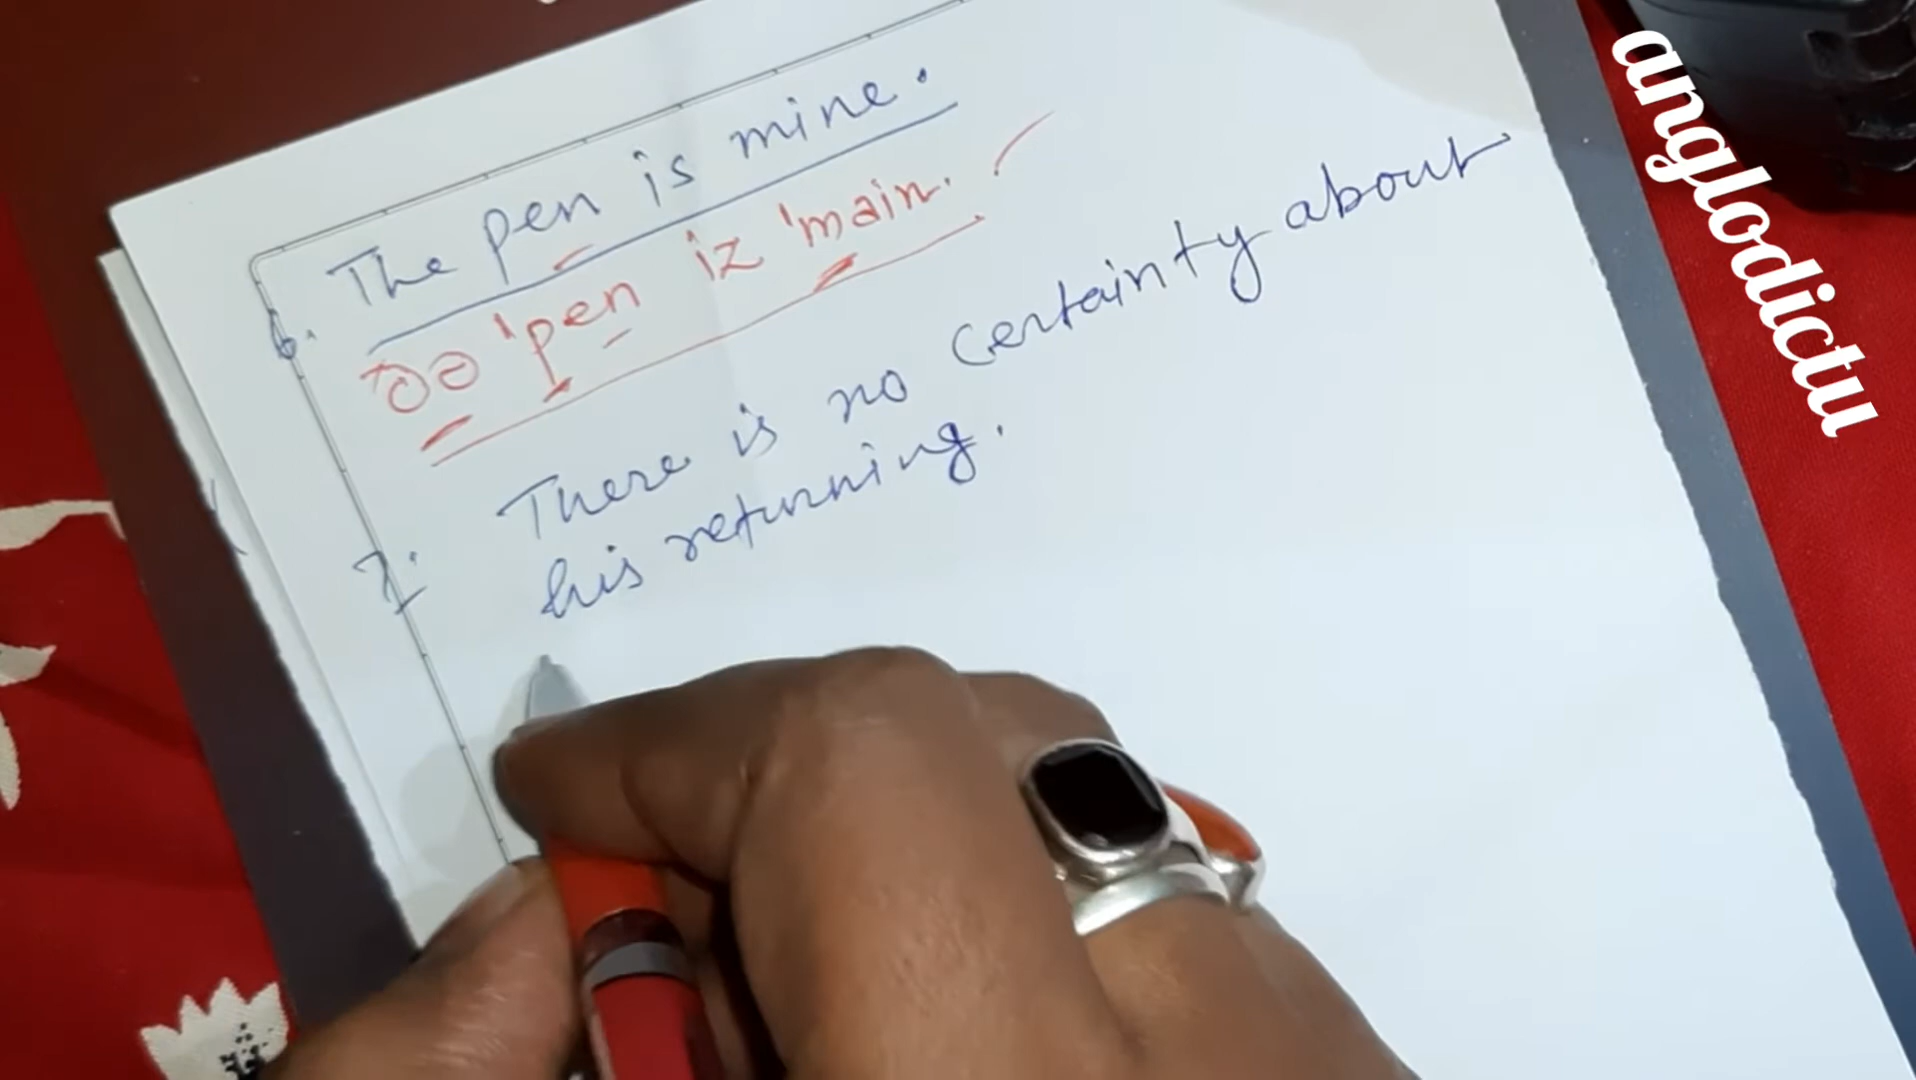 6. The pen is mine.
ðə 'pen iz 'main.
7. There is no certainty about
his returning.
anglodictu